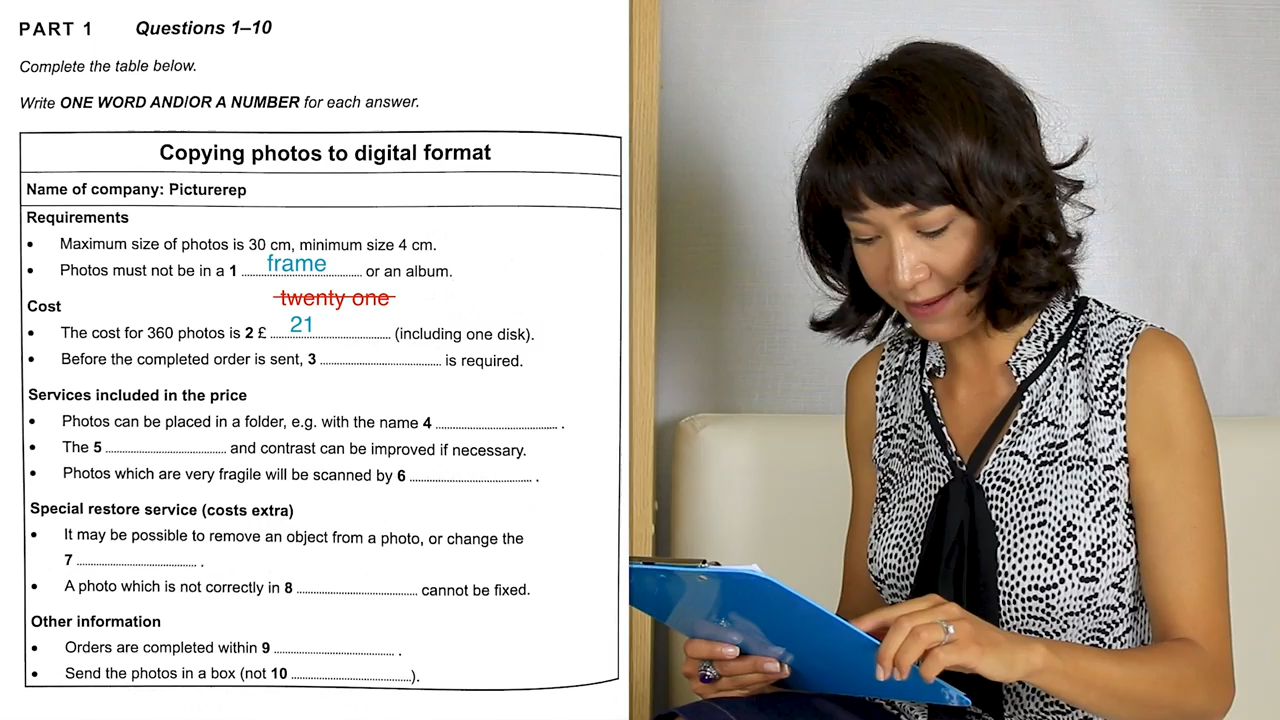 PART 1 Questions 1–10
Complete the table below.
Write ONE WORD AND/OR A NUMBER for each answer.
Copying photos to digital format
Name of company: Picturerep
Requirements
• Maximum size of photos is 30 cm, minimum size 4 cm.
• Photos must not be in a 1 frame or an album.
Cost
twenty one
• The cost for 360 photos is 2 £ 21 (including one disk).
• Before the completed order is sent, 3 .................... is required.
Services included in the price
• Photos can be placed in a folder, e.g. with the name 4 .................... .
• The 5 .................... and contrast can be improved if necessary.
• Photos which are very fragile will be scanned by 6 .................... .
Special restore service (costs extra)
• It may be possible to remove an object from a photo, or change the
7 .................... .
• A photo which is not correctly in 8 .................... cannot be fixed.
Other information
• Orders are completed within 9 .................... .
• Send the photos in a box (not 10 ....................).